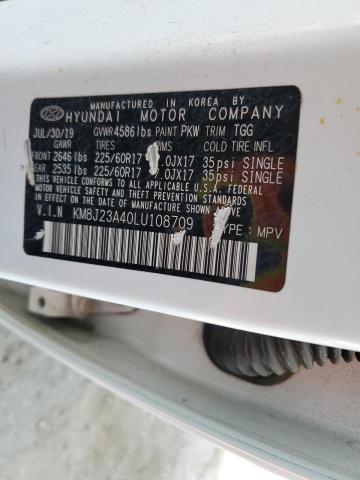 MANUFACTURED IN KOREA BY
HYUNDAI MOTOR COMPANY
JUL/30/19 GVWR 4586 lbs PAINT PKW TRIM TGG
GAWR TIRES RIMS COLD TIRE INFL
FRONT 2646 lbs 225/60R17 .0JX17 35psi SINGLE
REAR 2535 lbs 225/60R17 .0JX17 35psi SINGLE
THIS VEHICLE CONFORMS TO ALL APPLICABLE U.S. FEDERAL
MOTOR VEHICLE SAFETY, BUMPER, AND THEFT PREVENTION
STANDARDS IN EFFECT ON THE DATE OF MANUFACTURE SHOWN ABOVE.
V.I.N KM8J23A40LU108709 TYPE: MPV